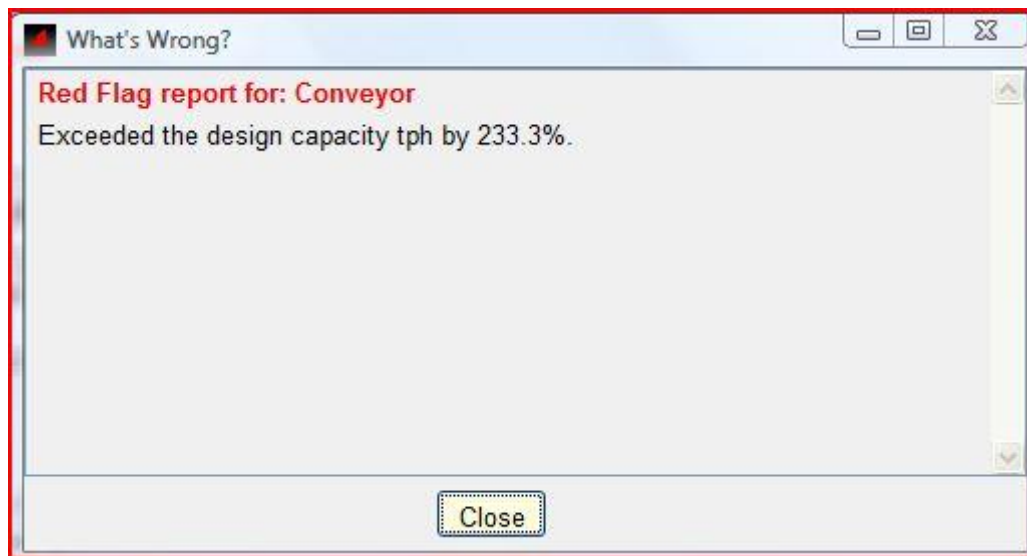 What's Wrong?
Red Flag report for: Conveyor
Exceeded the design capacity tph by 233.3%.
Close